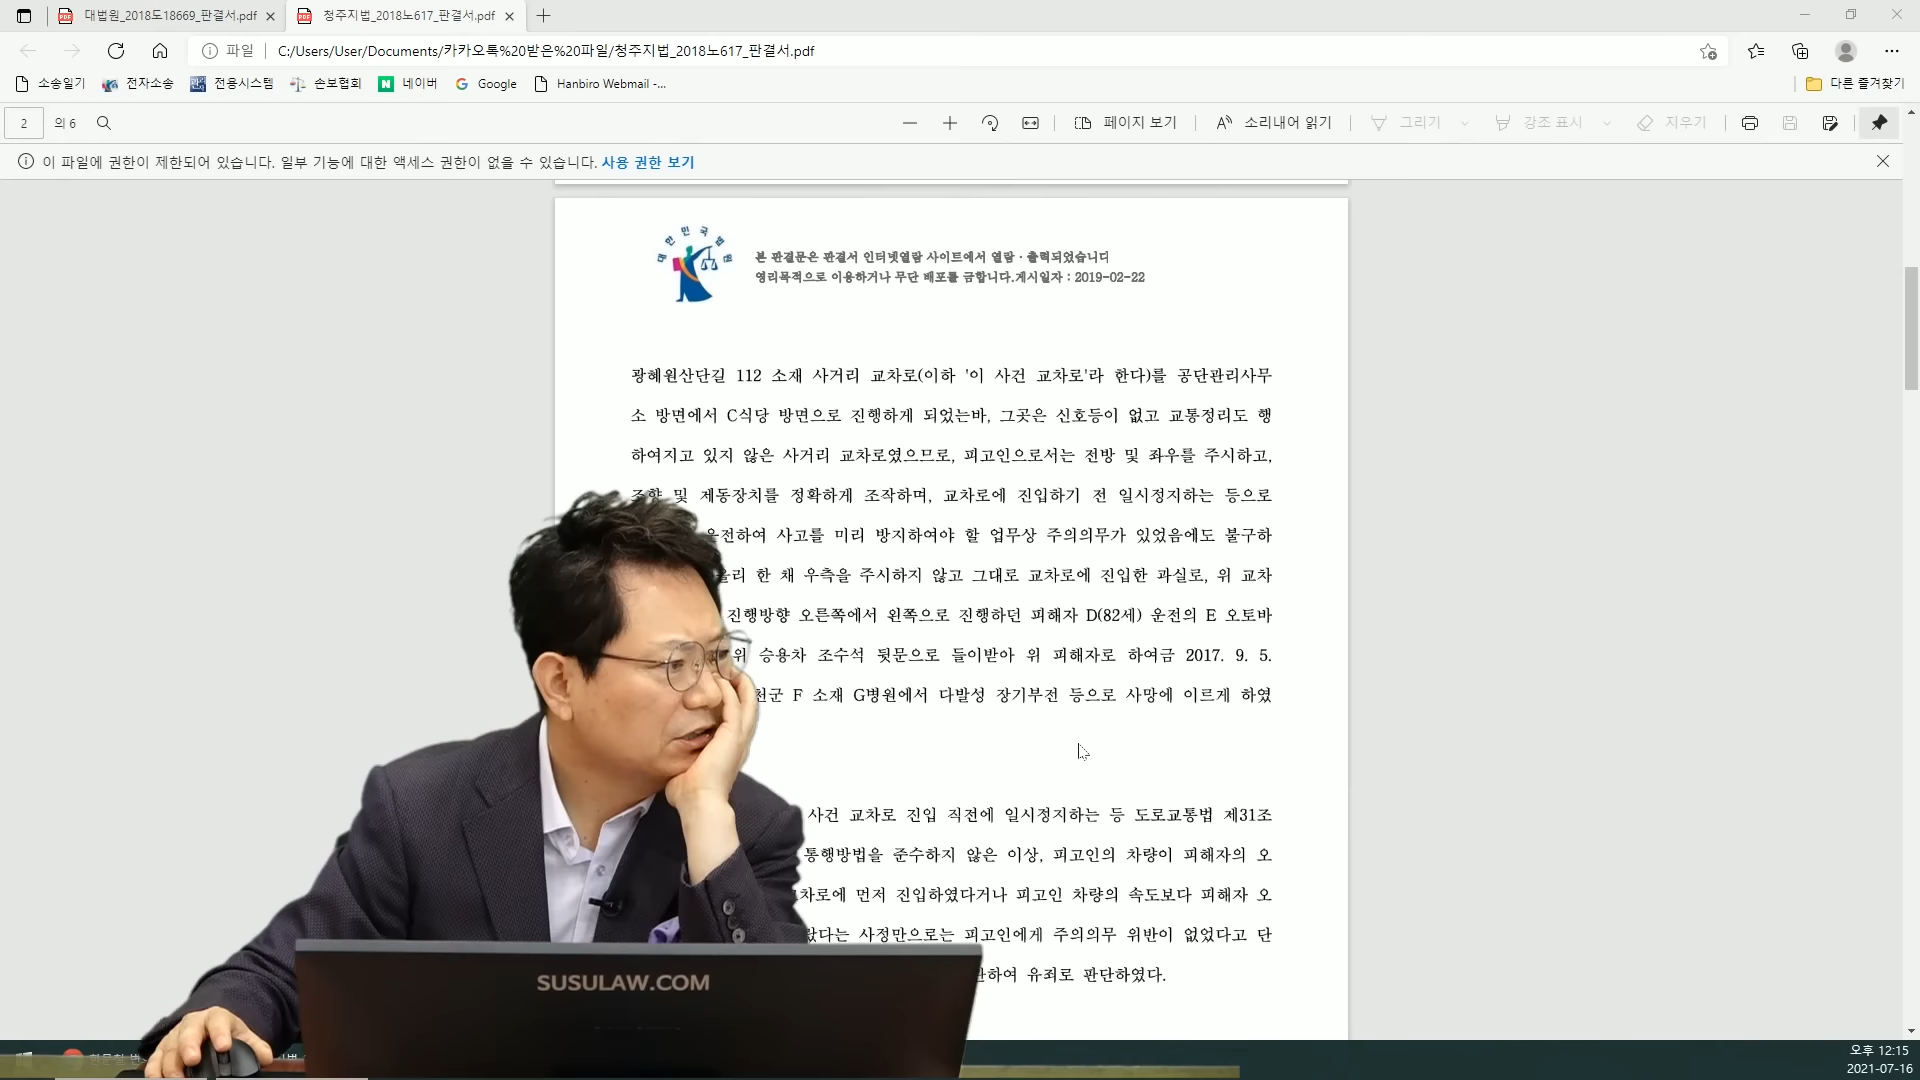 대법원_2018도18669_판결서.pdf
청주지법_2018노617_판결서.pdf
파일 C:/Users/User/Documents/카카오톡%20받은%20파일/청주지법_2018노617_판결서.pdf
소송일기 전자소송 전용시스템 손보협회 네이버 Google Hanbiro Webmail -... 다른 즐겨찾기
2 의 6 페이지 보기 소리내어 읽기 그리기 강조 표시 지우기
이 파일에 권한이 제한되어 있습니다. 일부 기능에 대한 액세스 권한이 없을 수 있습니다. 사용 권한 보기
대한민국법원
본 판결문은 판결서 인터넷열람 사이트에서 열람 · 출력되었습니다
영리목적으로 이용하거나 무단 배포를 금합니다.게시일자 : 2019-02-22
광혜원산단길 112 소재 사거리 교차로(이하 '이 사건 교차로'라 한다)를 공단관리사무
소 방면에서 C식당 방면으로 진행하게 되었는바, 그곳은 신호등이 없고 교통정리도 행
하여지고 있지 않은 사거리 교차로였으므로, 피고인으로서는 전방 및 좌우를 주시하고,
조향 및 제동장치를 정확하게 조작하며, 교차로에 진입하기 전 일시정지하는 등으로
운전하여 사고를 미리 방지하여야 할 업무상 주의의무가 있었음에도 불구하
한 채 우측을 주시하지 않고 그대로 교차로에 진입한 과실로, 위 교차
진행방향 오른쪽에서 왼쪽으로 진행하던 피해자 D(82세) 운전의 E 오토바
위 승용차 조수석 뒷문으로 들이받아 위 피해자로 하여금 2017. 9. 5.
천군 F 소재 G병원에서 다발성 장기부전 등으로 사망에 이르게 하였
사건 교차로 진입 직전에 일시정지하는 등 도로교통법 제31조
통행방법을 준수하지 않은 이상, 피고인의 차량이 피해자의 오
차로에 먼저 진입하였다거나 피고인 차량의 속도보다 피해자 오
랐다는 사정만으로는 피고인에게 주의의무 위반이 없었다고 단
하여 유죄로 판단하였다.
SUSULAW.COM
오후 12:15
2021-07-16